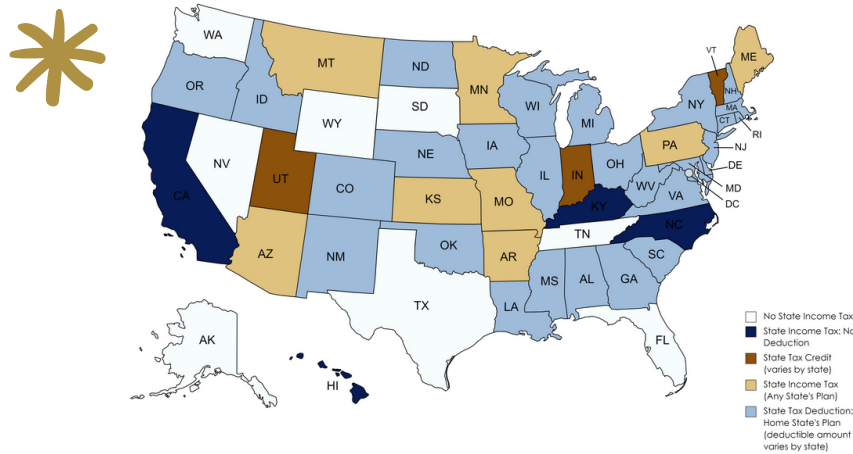 WA
MT
ND
MN
VT
ME
OR
ID
SD
WI
MI
NY
NH
MA
CT
RI
WY
IA
PA
NJ
NV
NE
IL
IN
OH
DE
UT
CO
WV
VA
MD
DC
CA
KS
MO
KY
NC
AZ
NM
OK
AR
TN
SC
MS
AL
GA
TX
LA
FL
AK
HI
No State Income Tax
State Income Tax: No
Deduction
State Tax Credit
(varies by state)
State Income Tax
(Any State's Plan)
State Tax Deduction:
Home State's Plan
(deductible amount
varies by state)